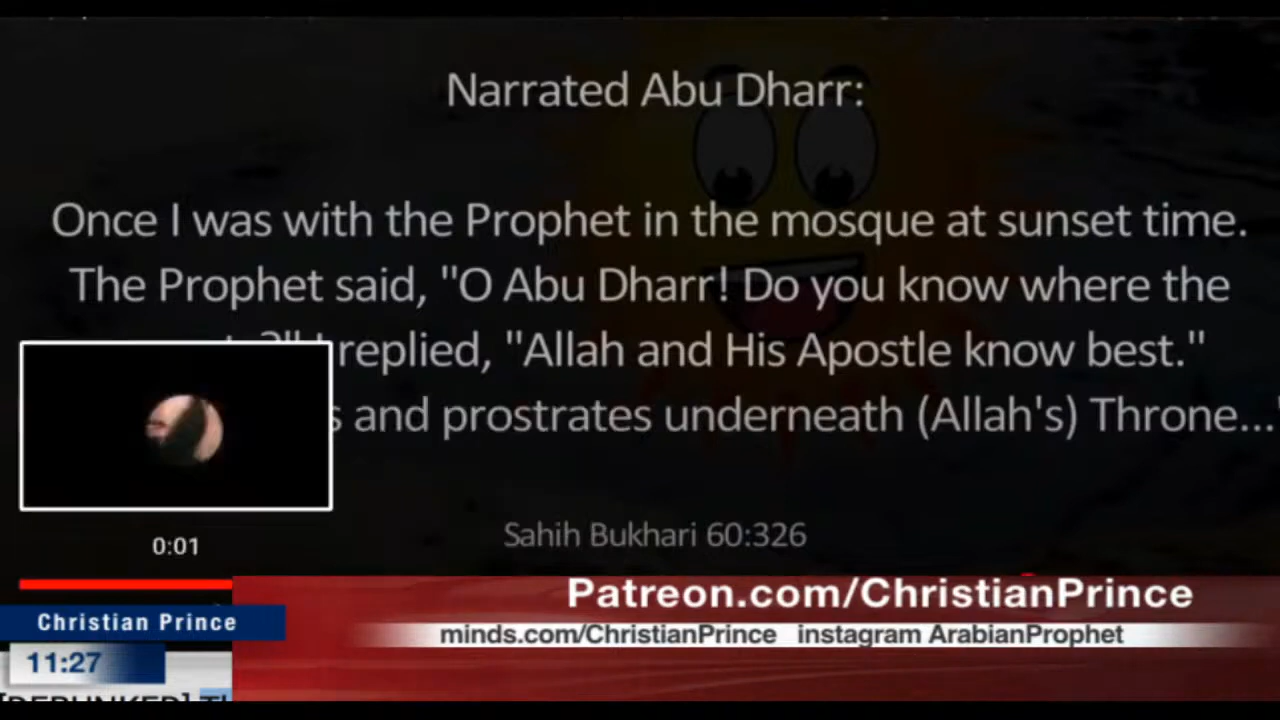 Narrated Abu Dharr:
Once I was with the Prophet in the mosque at sunset time.
The Prophet said, "O Abu Dharr! Do you know where the
replied, "Allah and His Apostle know best."
and prostrates underneath (Allah's) Throne...
Sahih Bukhari 60:326
0:01
Patreon.com/ChristianPrince
Christian Prince
minds.com/ChristianPrince instagram ArabianProphet
11:27